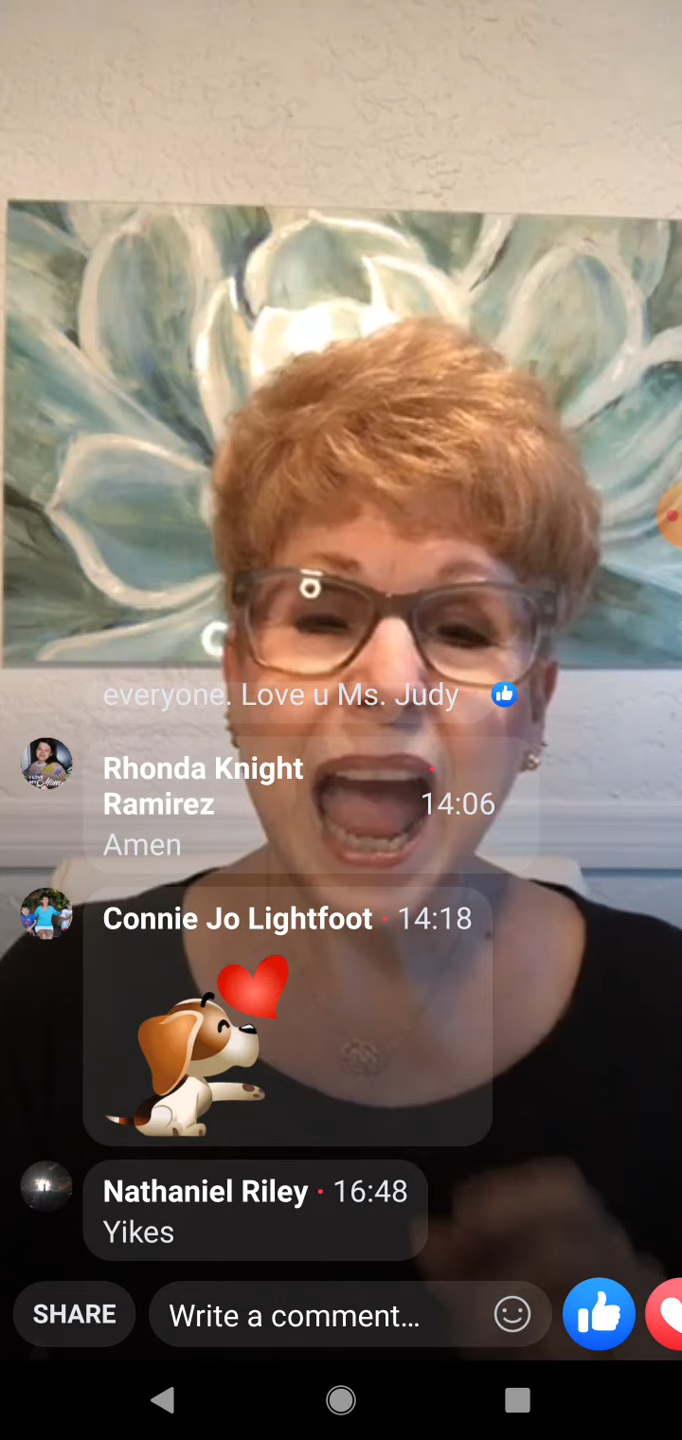 everyone. Love u Ms. Judy
Rhonda Knight
Ramirez 14:06
Amen
Connie Jo Lightfoot · 14:18
Nathaniel Riley · 16:48
Yikes
SHARE Write a comment...